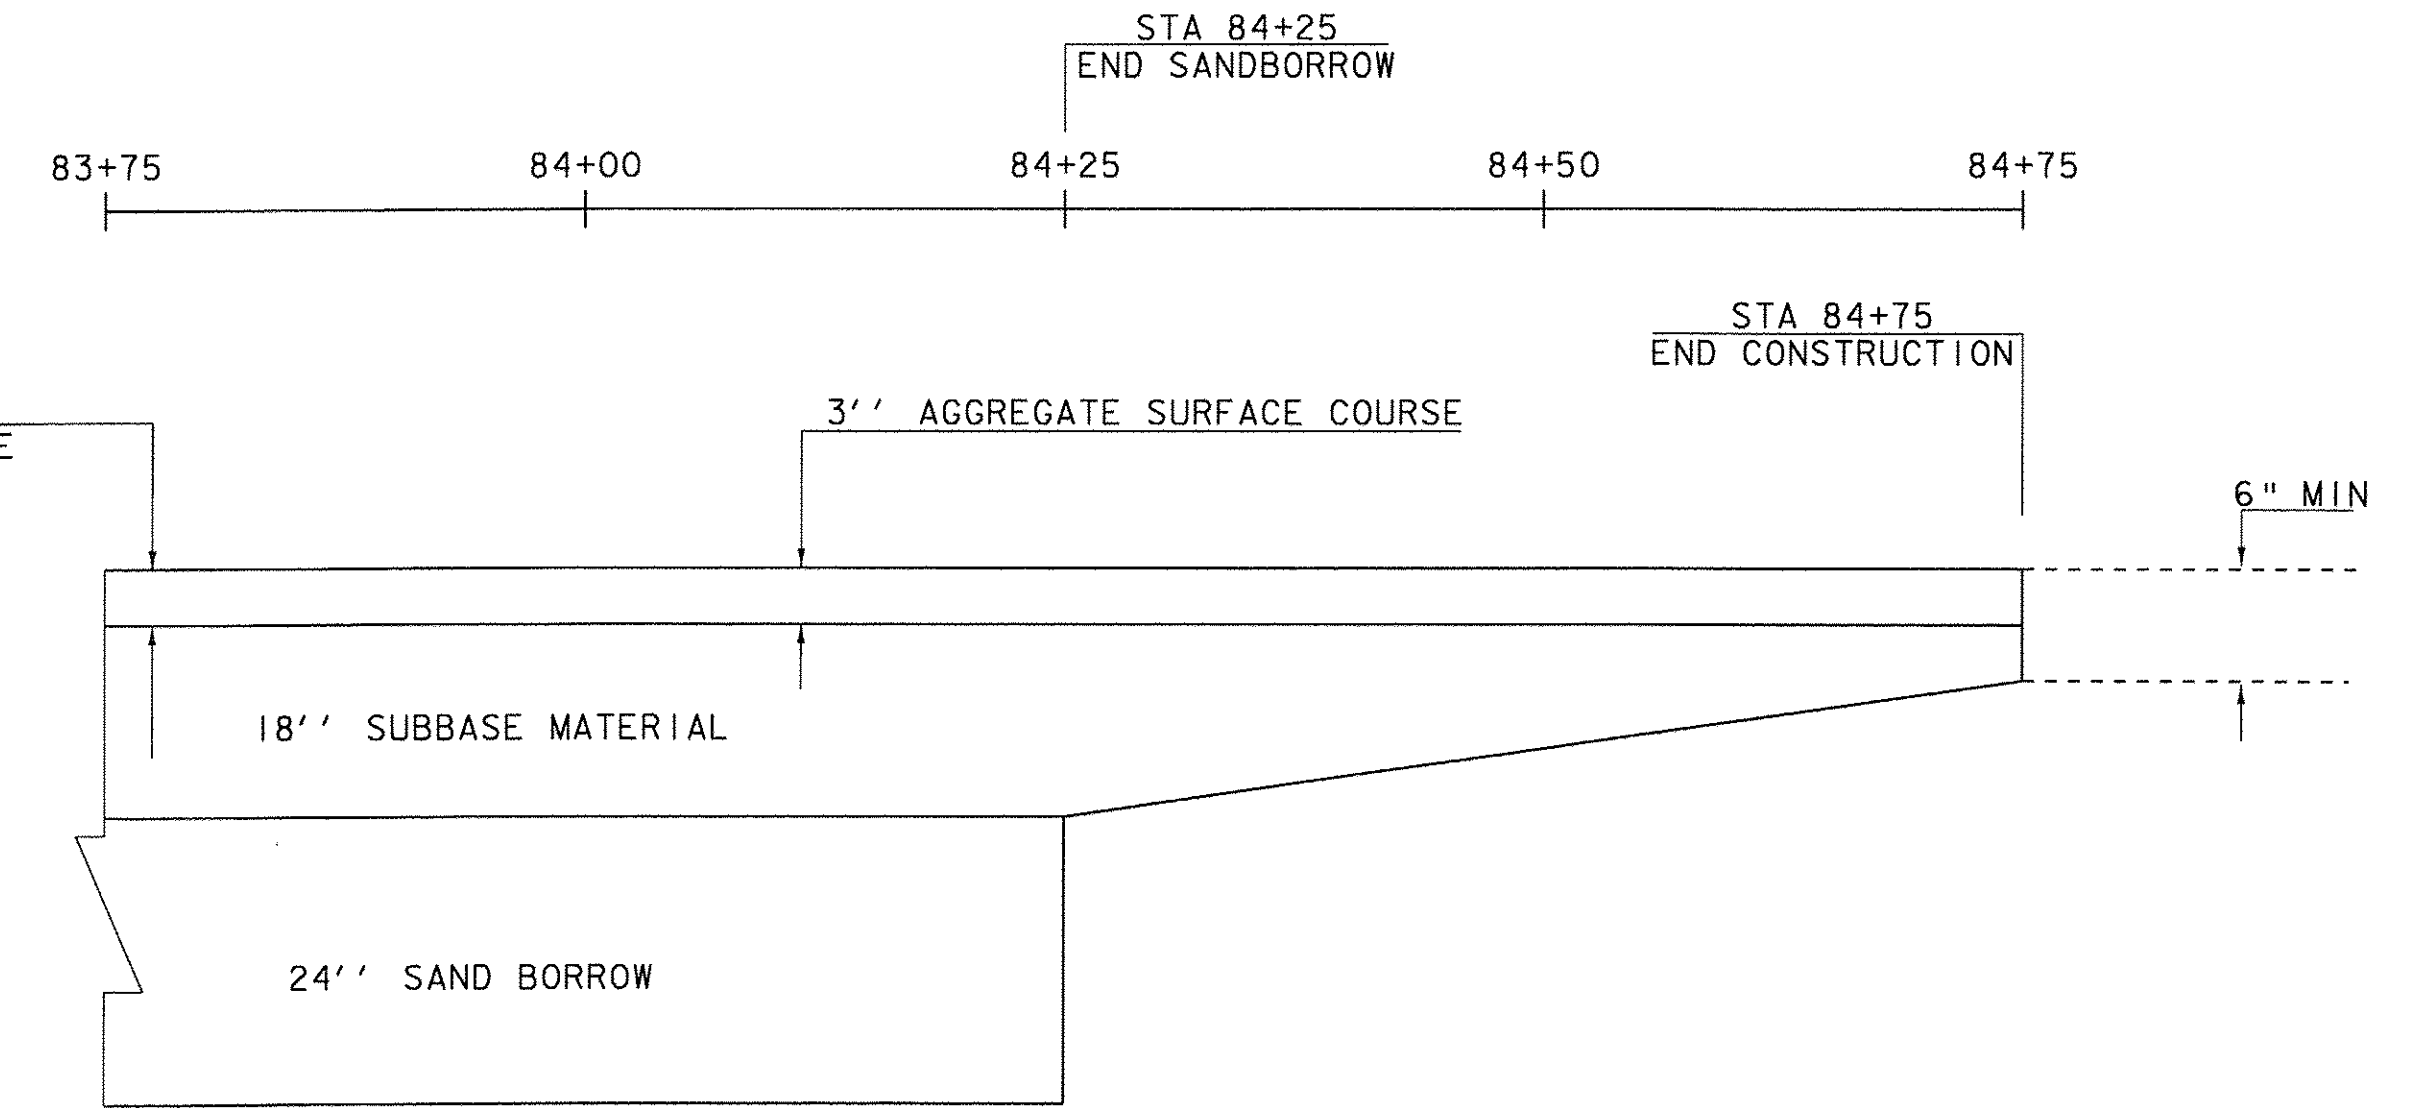 STA 84+25
END SANDBORROW
83+75 84+00 84+25 84+50 84+75
STA 84+75
END CONSTRUCTION
3'' AGGREGATE SURFACE COURSE
E
6" MIN
18'' SUBBASE MATERIAL
24'' SAND BORROW